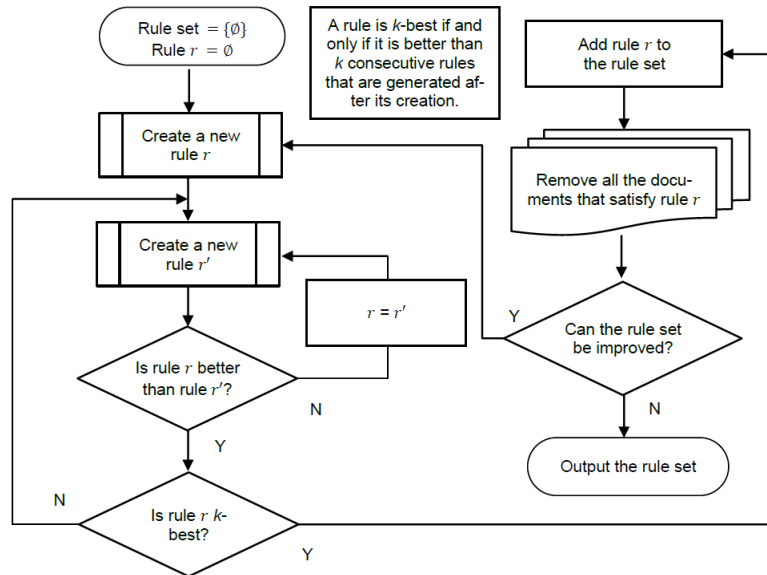 Rule set = {∅}
Rule r = ∅
A rule is k-best if and
only if it is better than
k consecutive rules
that are generated af-
ter its creation.
Add rule r to
the rule set
Create a new
rule r
Remove all the docu-
ments that satisfy rule r
Create a new
rule r′
r = r′
Y
Can the rule set
be improved?
Is rule r better
than rule r′?
N
N
Y
Output the rule set
N
Is rule r k-
best?
Y